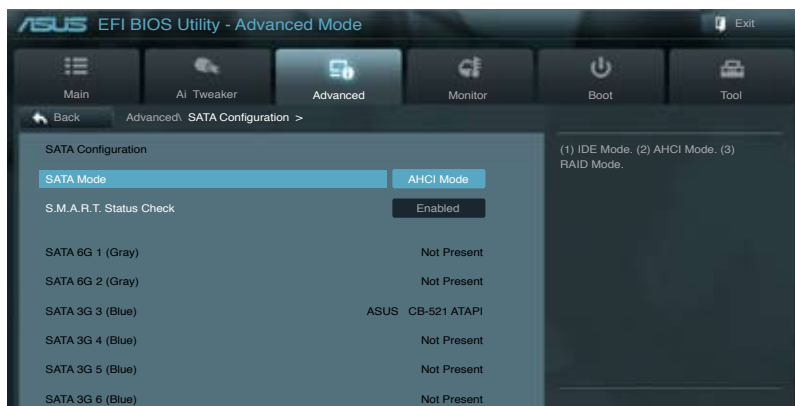 ASUS EFI BIOS Utility - Advanced Mode
Exit
Main
Ai Tweaker
Advanced
Monitor
Boot
Tool
Back
Advanced\ SATA Configuration >
SATA Configuration
SATA Mode AHCI Mode
S.M.A.R.T. Status Check Enabled
SATA 6G 1 (Gray) Not Present
SATA 6G 2 (Gray) Not Present
SATA 3G 3 (Blue) ASUS CB-521 ATAPI
SATA 3G 4 (Blue) Not Present
SATA 3G 5 (Blue) Not Present
SATA 3G 6 (Blue) Not Present
(1) IDE Mode. (2) AHCI Mode. (3)
RAID Mode.